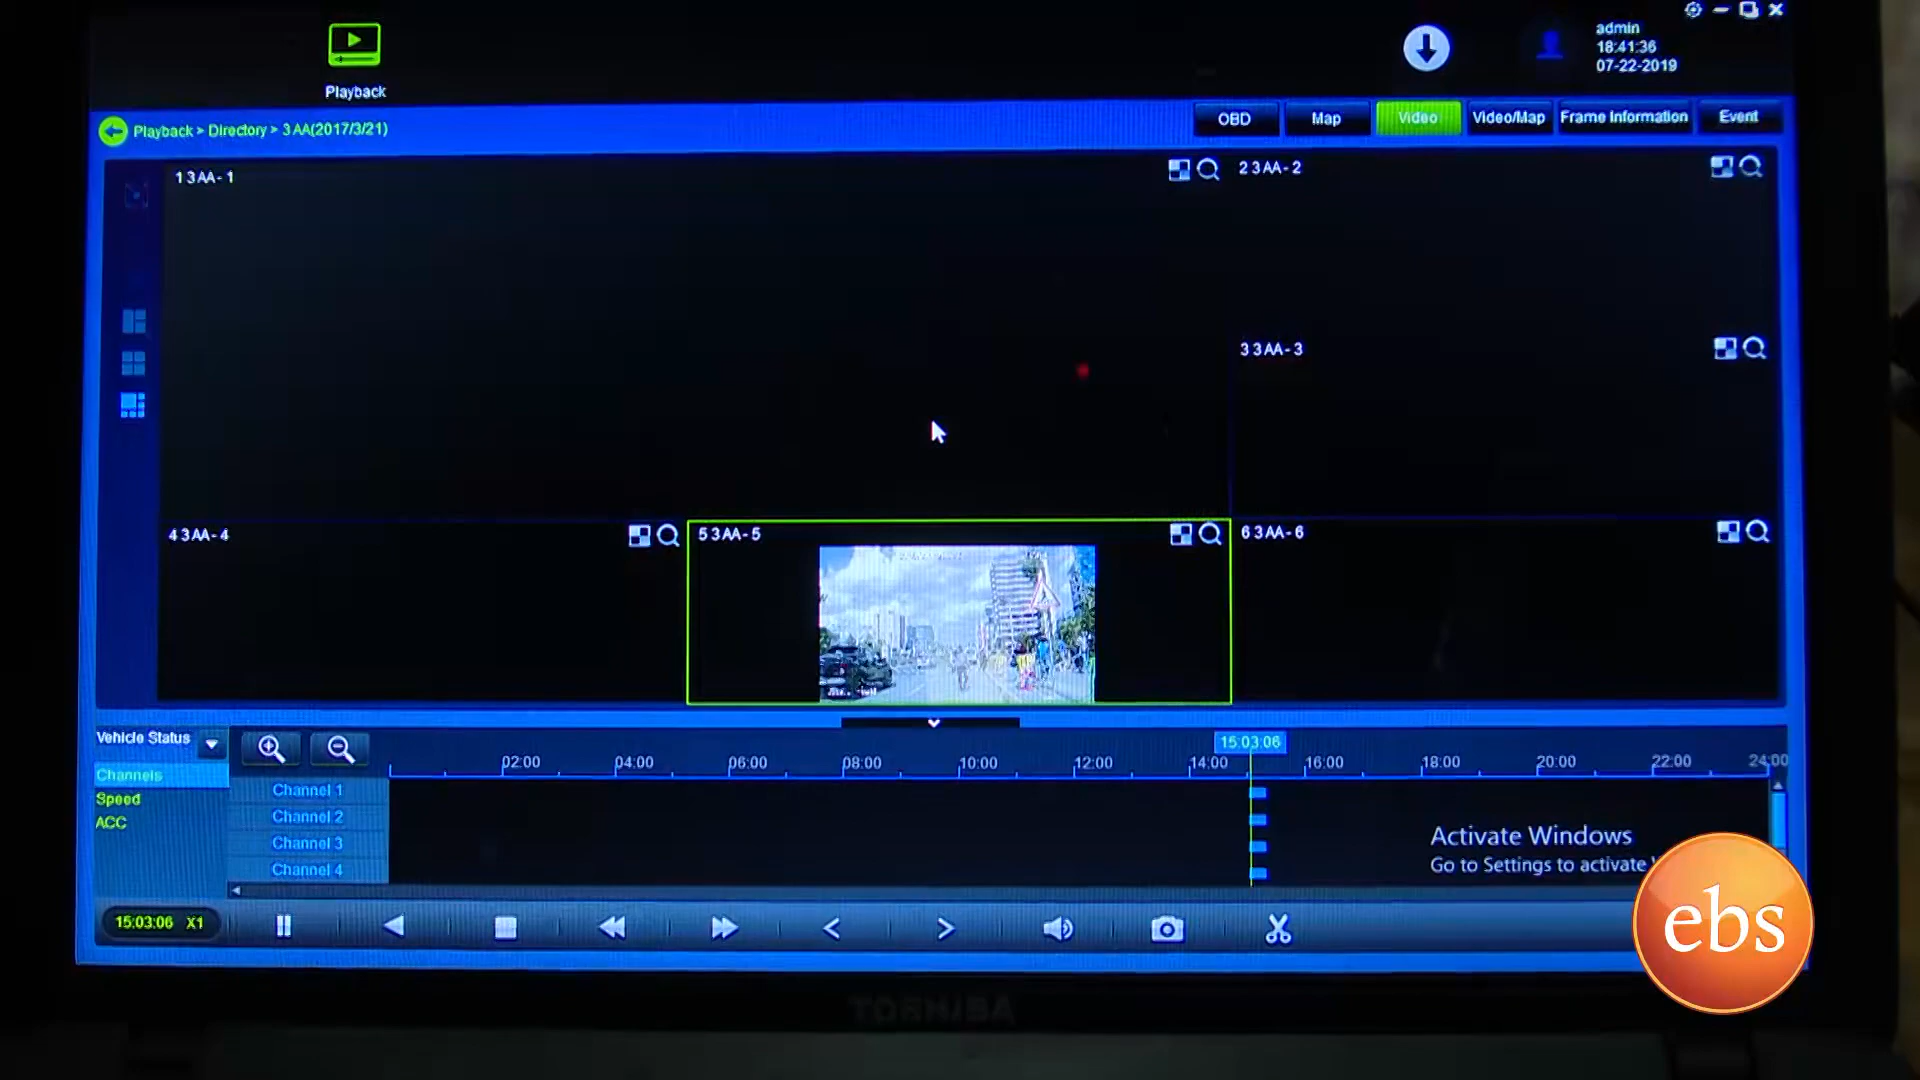 admin
18:41:36
07-22-2019
Playback
Playback > Directory > 3 AA(2017/3/21)
OBD
Map
Video
Video/Map
Frame Information
Event
1 3 AA - 1
2 3 AA - 2
3 3 AA - 3
4 3 AA - 4
5 3 AA - 5
6 3 AA - 6
Vehicle Status
Channels
Speed
ACC
15:03:06
02:00 04:00 06:00 08:00 10:00 12:00 14:00 16:00 18:00 20:00 22:00 24:00
Channel 1
Channel 2
Channel 3
Channel 4
Activate Windows
Go to Settings to activate
15:03:06 X1
ebs
TOSHIBA